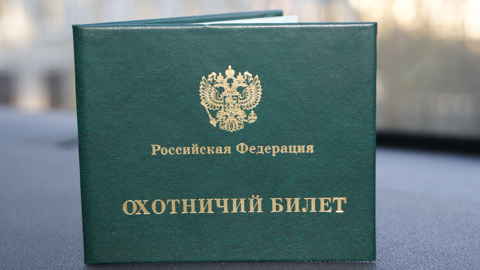 Российская Федерация
ОХОТНИЧИЙ БИЛЕТ